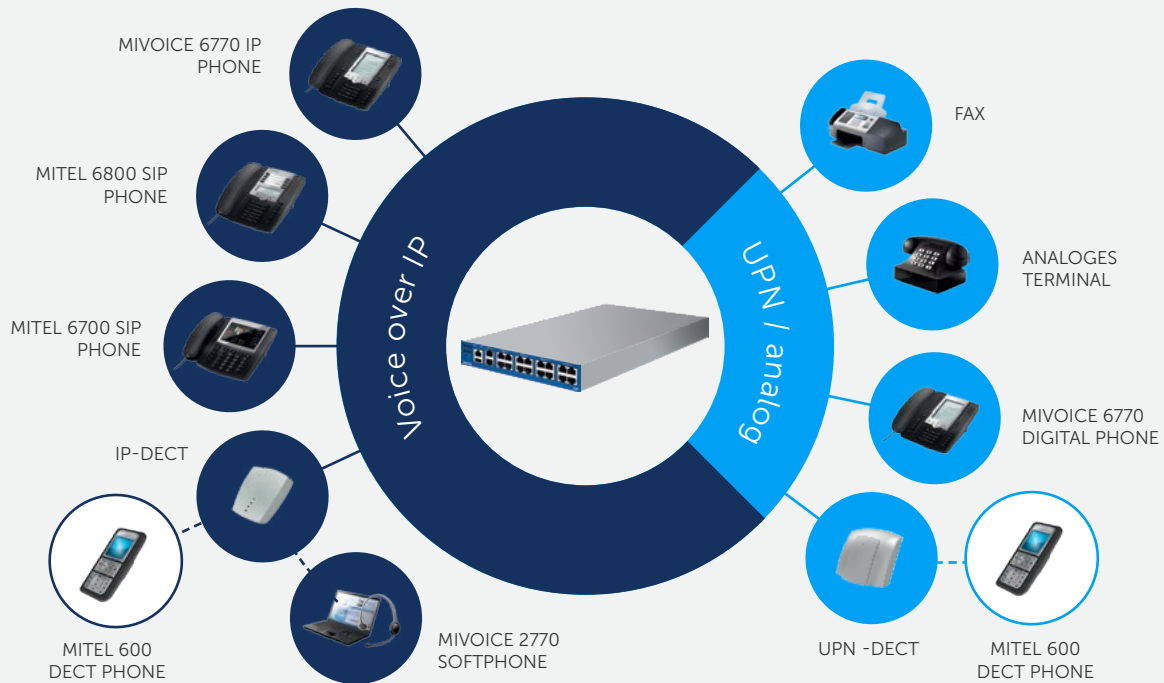 MIVOICE 6770 IP
PHONE
MITEL 6800 SIP
PHONE
MITEL 6700 SIP
PHONE
IP-DECT
MITEL 600
DECT PHONE
MIVOICE 2770
SOFTPHONE
Voice over IP
UPN / analog
FAX
ANALOGES
TERMINAL
MIVOICE 6770
DIGITAL PHONE
UPN -DECT
MITEL 600
DECT PHONE